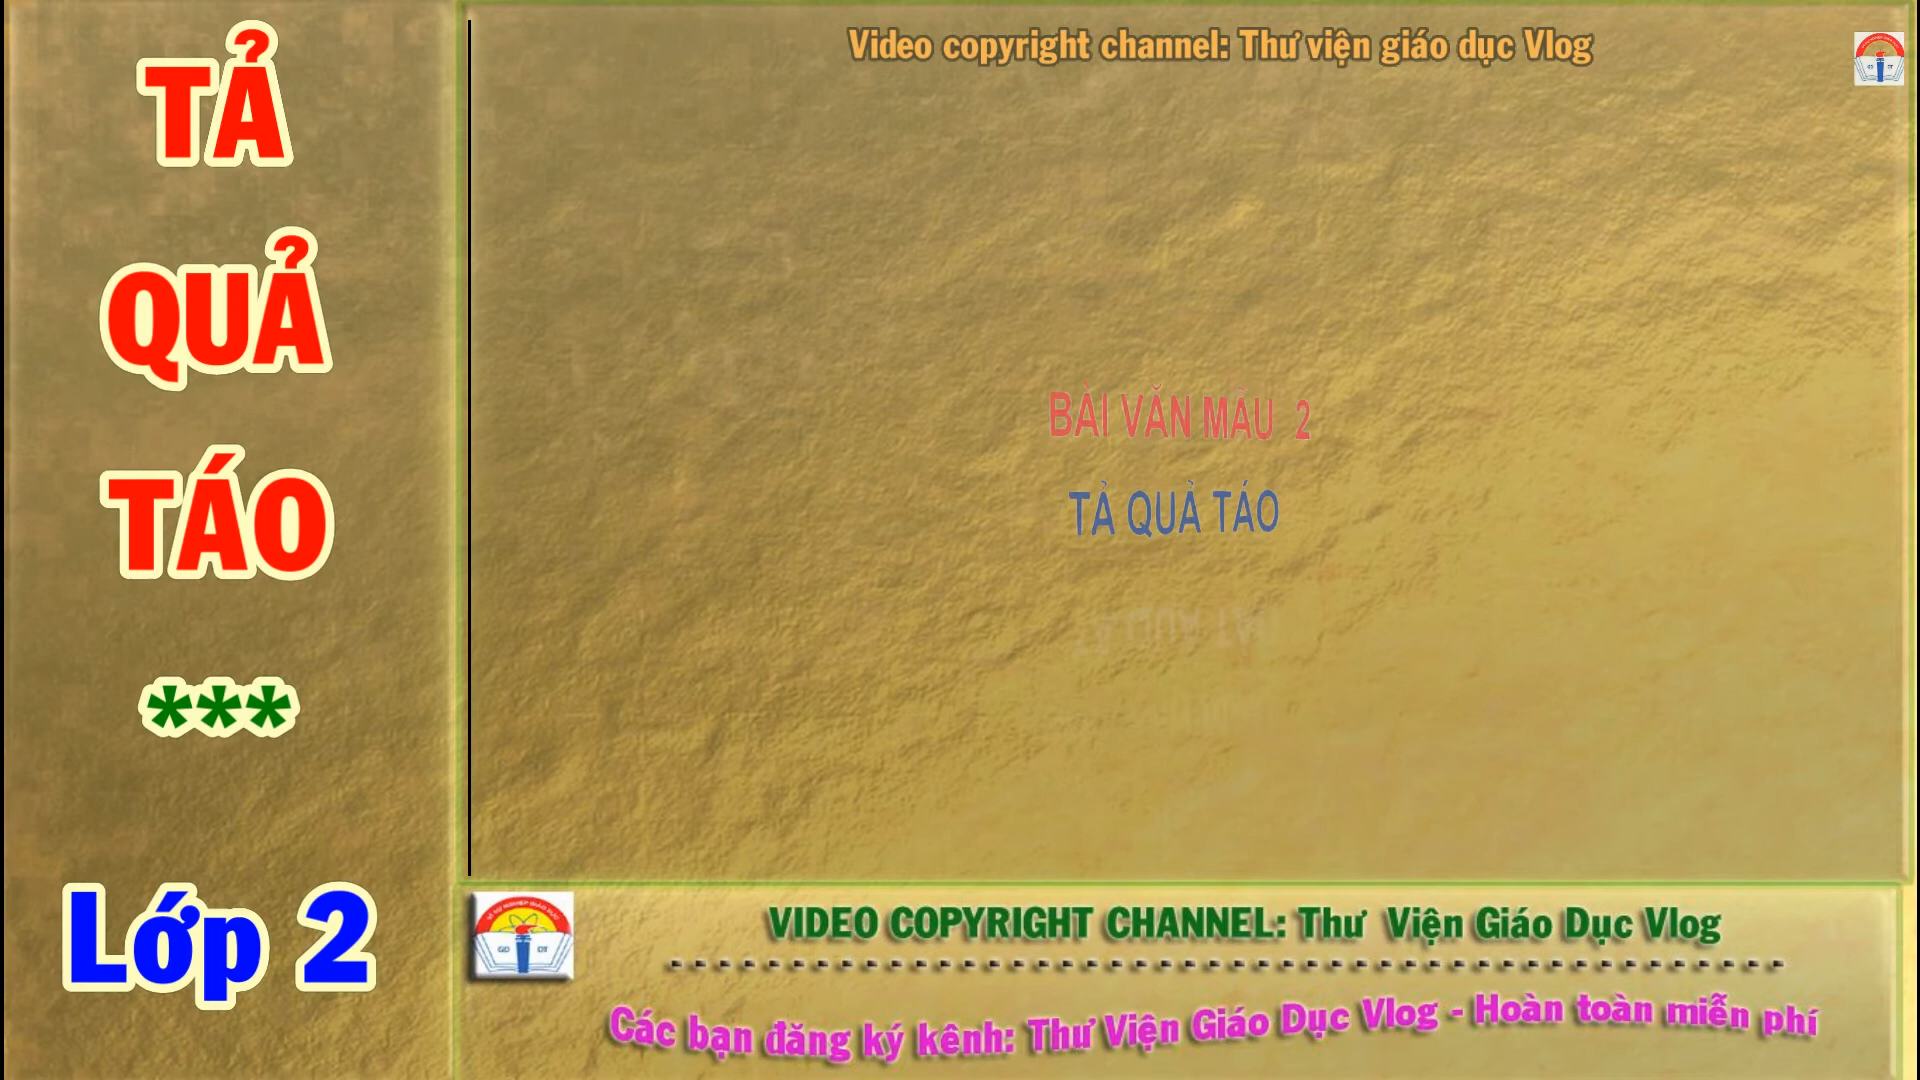 TẢ
QUẢ
TÁO
***
Lớp 2
Video copyright channel: Thư viện giáo dục Vlog
BÀI VĂN MẪU 2
TẢ QUẢ TÁO
VIDEO COPYRIGHT CHANNEL: Thư Viện Giáo Dục Vlog
Các bạn đăng ký kênh: Thư Viện Giáo Dục Vlog - Hoàn toàn miễn phí
GD ĐT